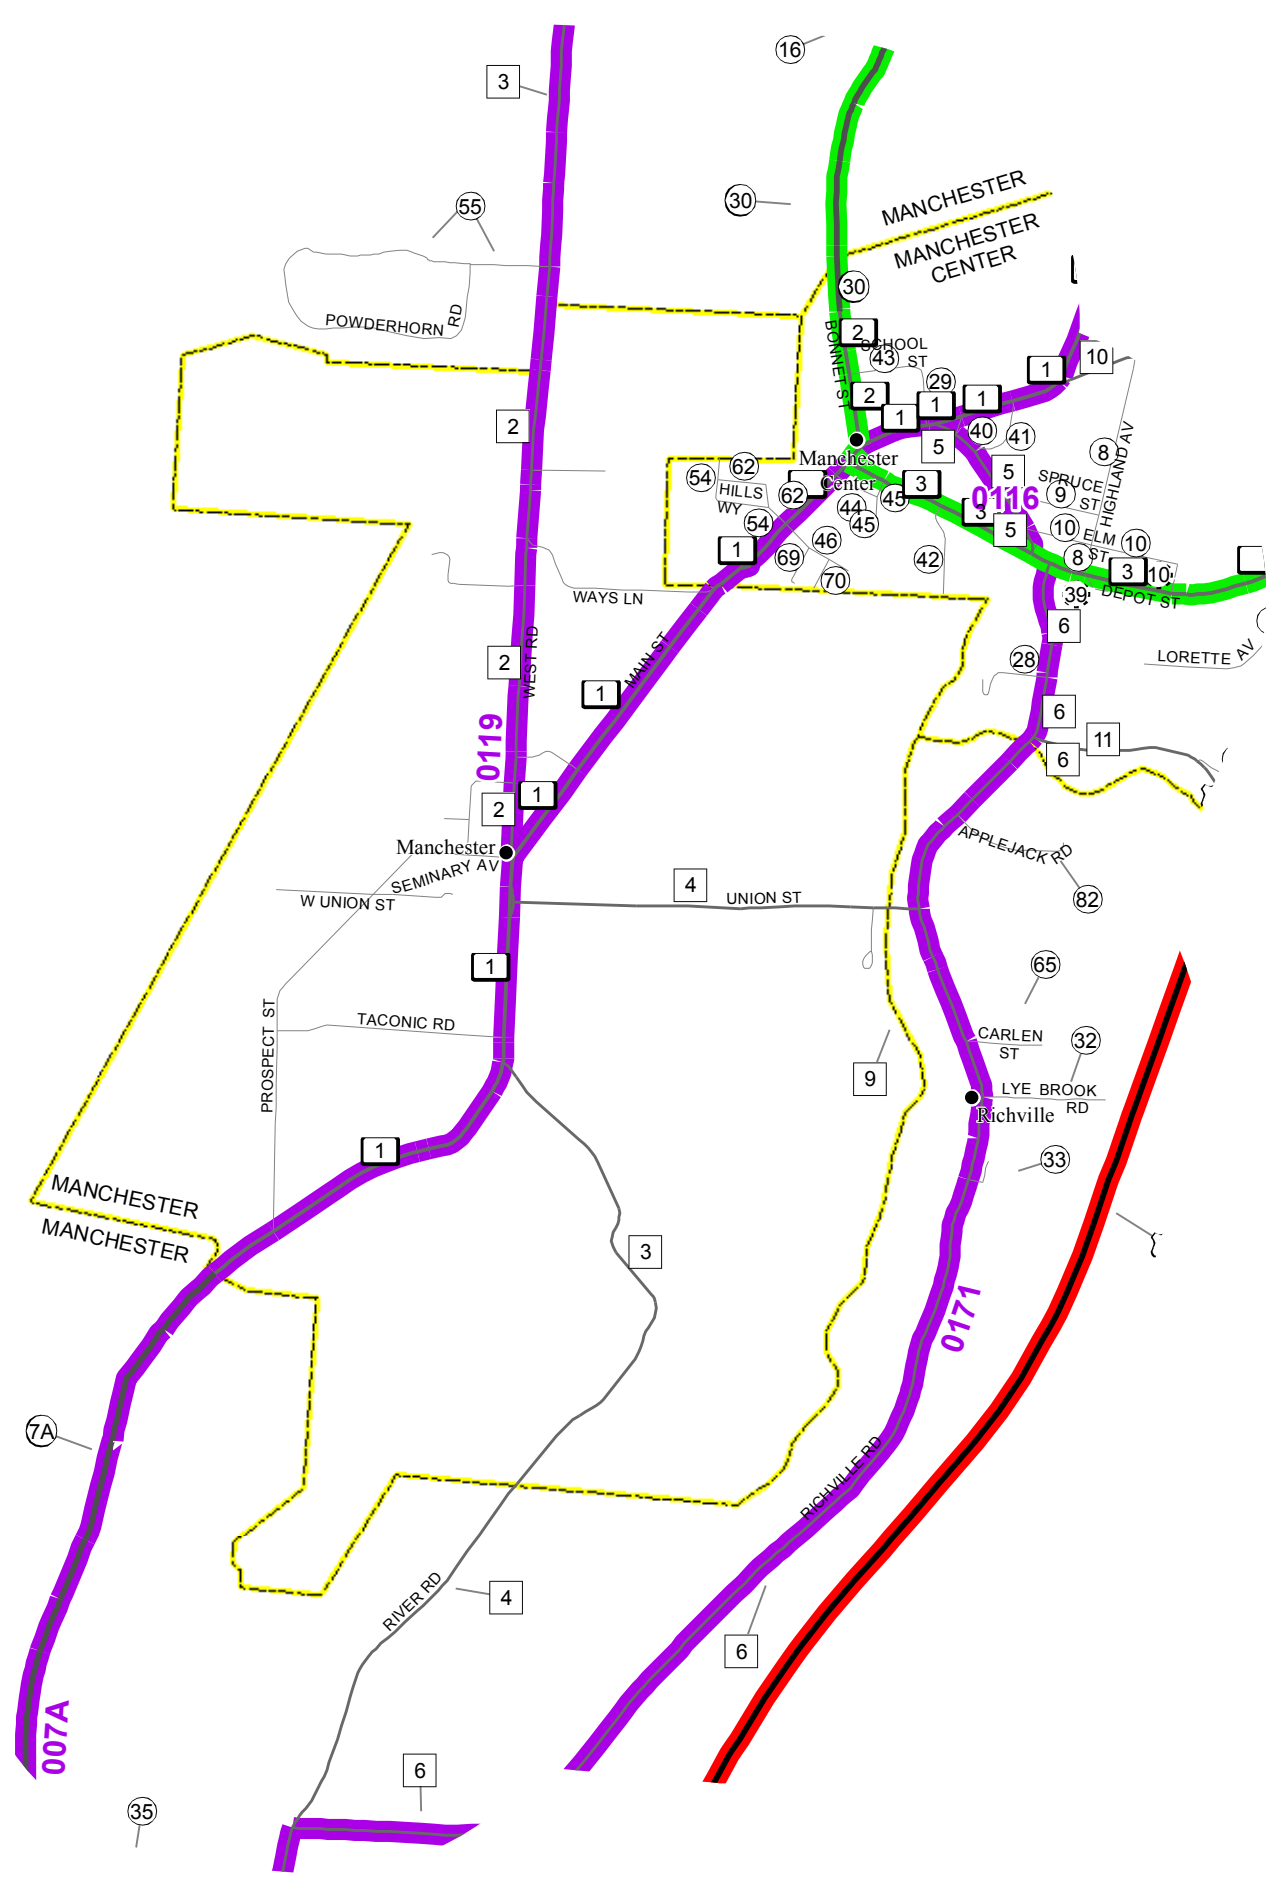 16
3
30
55
MANCHESTER
MANCHESTER
CENTER
30
POWDERHORN
RD
2
BONNET ST
SCHOOL
ST
43
10
1
29
2
1
1
1
2
40
41
5
8
HIGHLAND AV
Manchester
Center
62
54
HILLS
WY
62
3
45
5
SPRUCE
ST
9
0116
44
45
3
54
5
10
ELM
ST
10
46
1
69
42
8
3
10
70
39
DEPOT ST
WAYS LN
6
2
WEST RD
MAIN ST
28
LORETTE
AV
1
0119
6
11
6
1
2
Manchester
SEMINARY AV
APPLEJACK RD
W UNION ST
4
UNION ST
82
1
65
PROSPECT ST
TACONIC RD
CARLEN
ST
32
9
LYE BROOK
RD
Richville
1
33
MANCHESTER
MANCHESTER
3
0171
7A
RICHVILLE RD
RIVER RD
4
6
007A
6
35